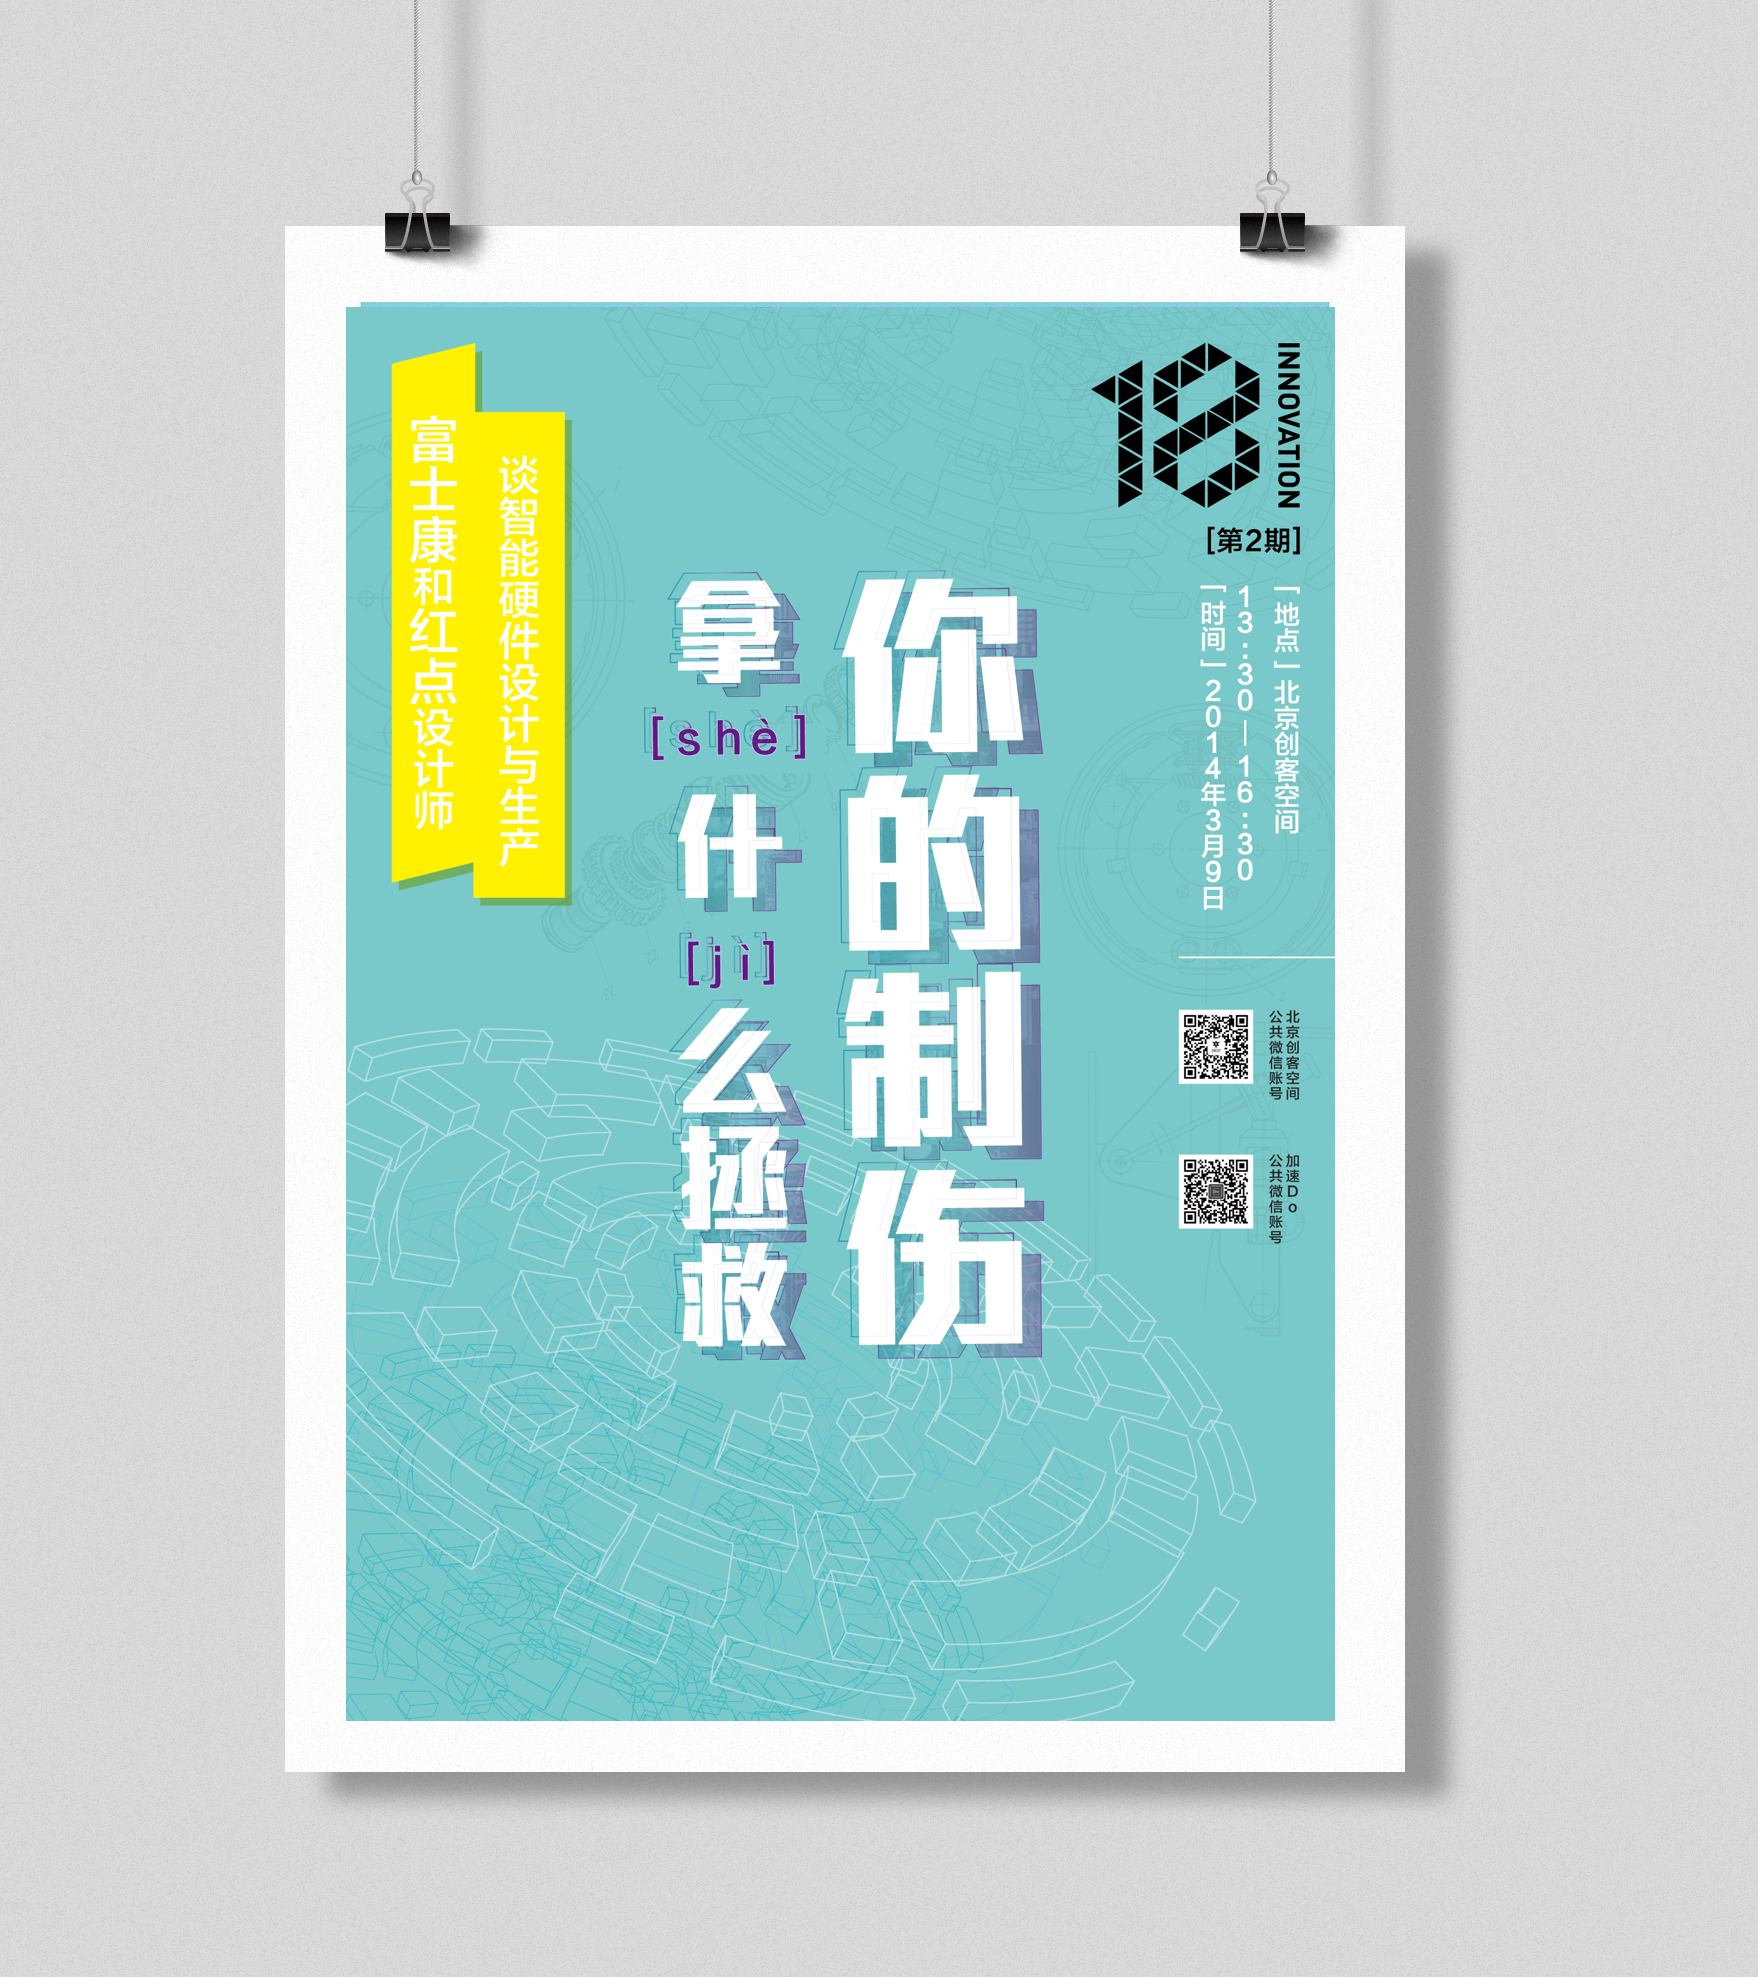 18
INNOVATION
[第2期]
「地点」北京创客空间
「时间」2014年3月9日
13:30—16:30
北京创客空间
公共微信账号
加速Do
公共微信账号
你的制伤
拿[shè]什[jì]么拯救
富士康和红点设计师
谈智能硬件设计与生产